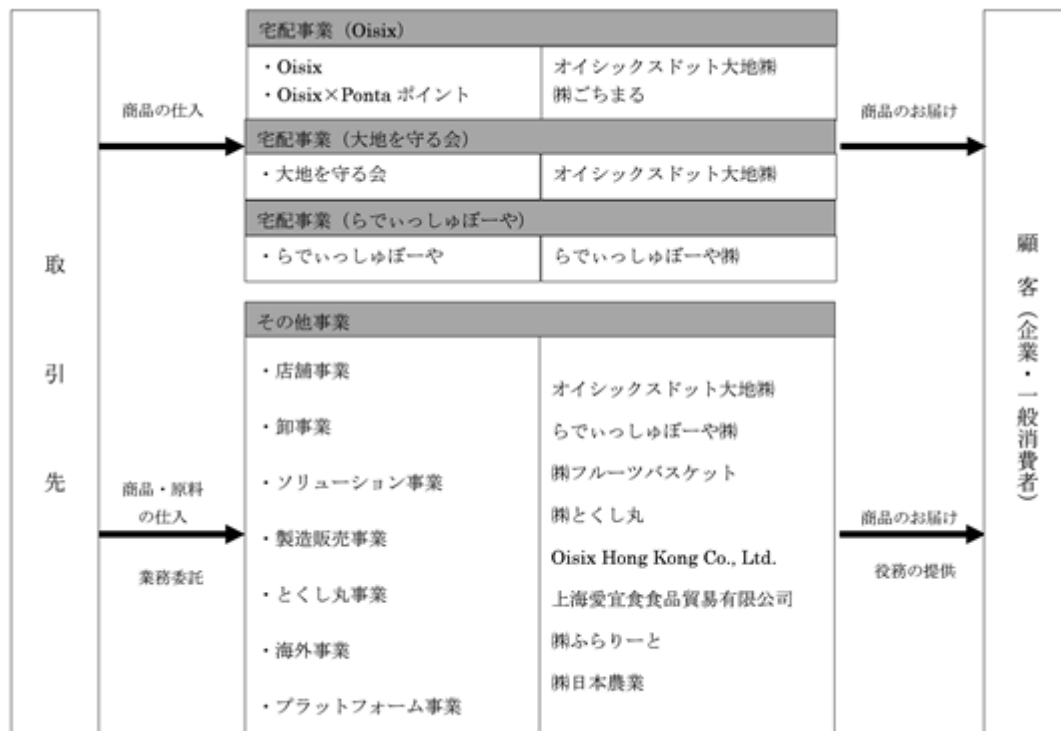 取引先
商品の仕入
宅配事業（Oisix）
・Oisix
・Oisix×Ponta ポイント
オイシックスドット大地㈱
㈱ごちまる
宅配事業（大地を守る会）
・大地を守る会
オイシックスドット大地㈱
宅配事業（らでぃっしゅぼーや）
・らでぃっしゅぼーや
らでぃっしゅぼーや㈱
商品のお届け
商品・原料
の仕入
業務委託
その他事業
・店舗事業
・卸事業
・ソリューション事業
・製造販売事業
・とくし丸事業
・海外事業
・プラットフォーム事業
オイシックスドット大地㈱
らでぃっしゅぼーや㈱
㈱フルーツバスケット
㈱とくし丸
Oisix Hong Kong Co., Ltd.
上海愛宜食食品貿易有限公司
㈱ふらりーと
㈱日本農業
商品のお届け
役務の提供
顧客（企業・一般消費者）